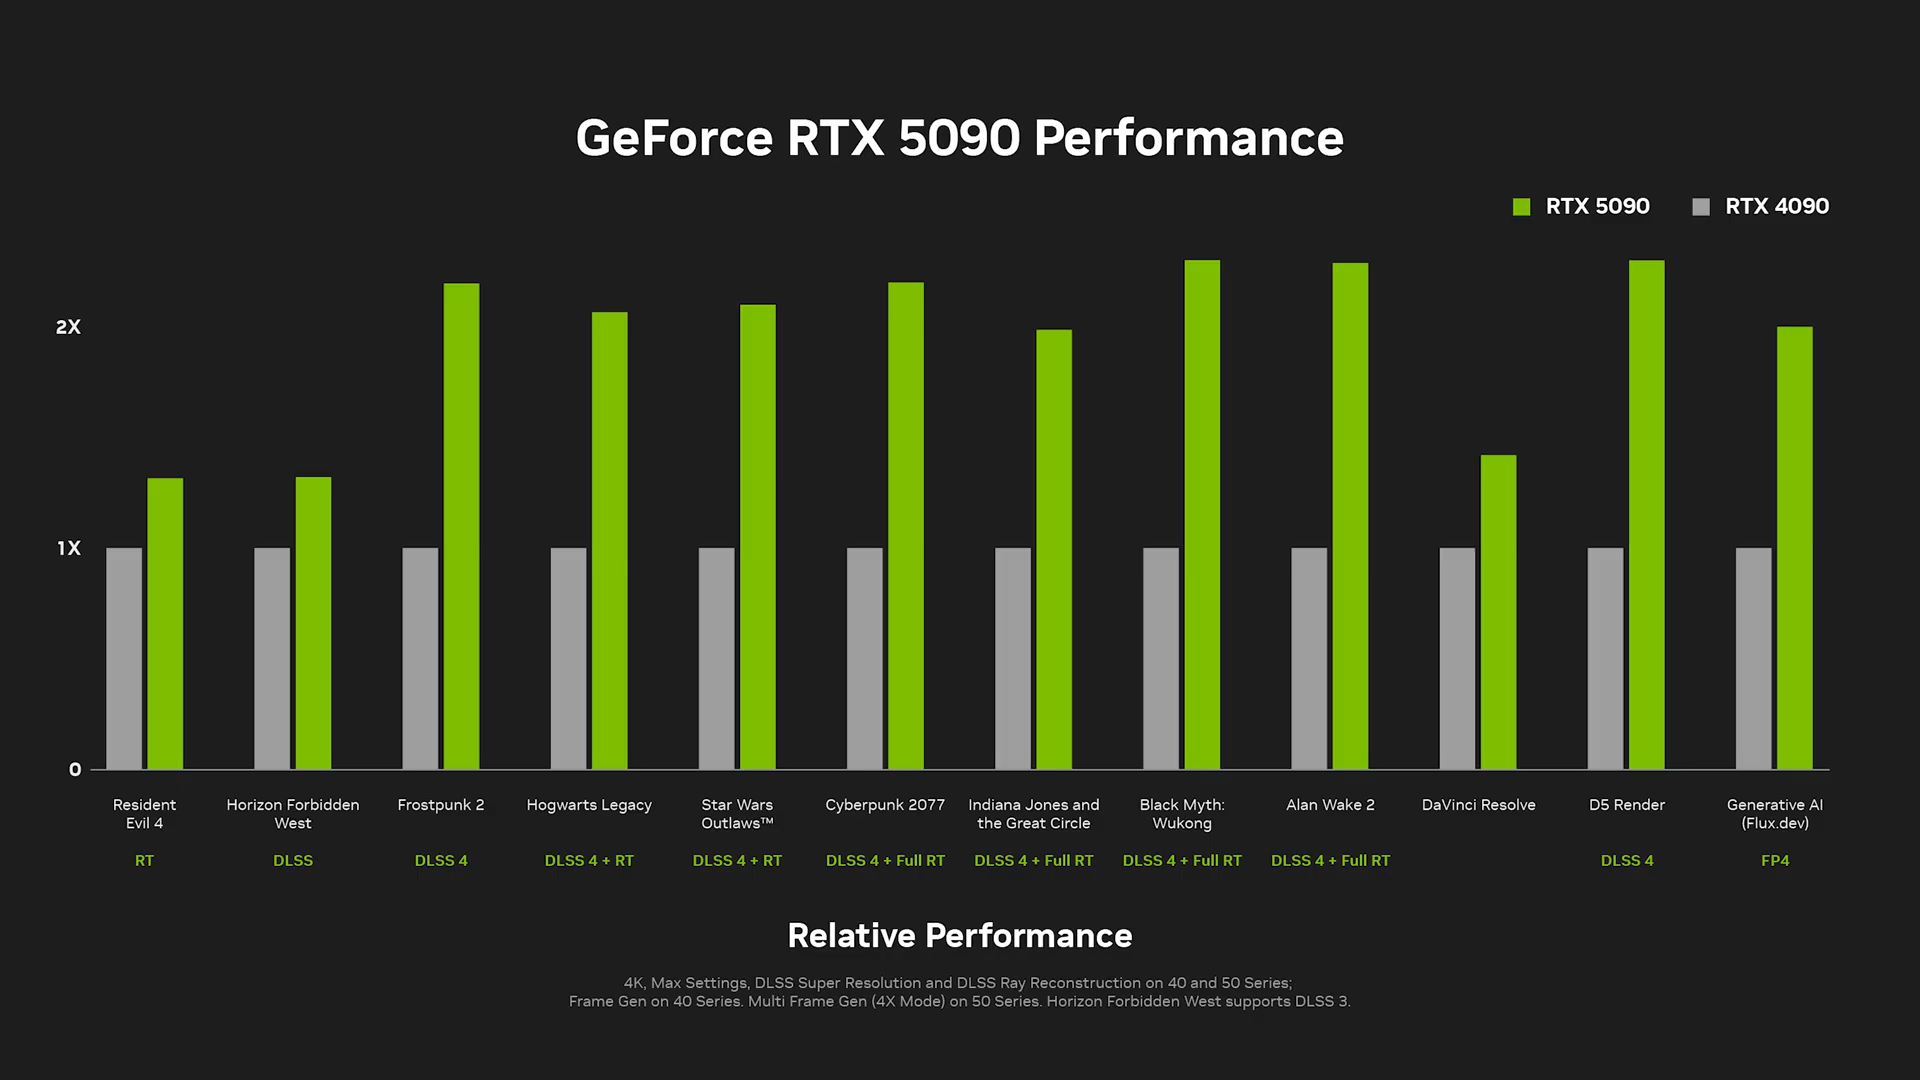 GeForce RTX 5090 Performance
RTX 5090
RTX 4090
2X
1X
0
Resident
Evil 4
RT
Horizon Forbidden
West
DLSS
Frostpunk 2
DLSS 4
Hogwarts Legacy
DLSS 4 + RT
Star Wars
Outlaws™
DLSS 4 + RT
Cyberpunk 2077
DLSS 4 + Full RT
Indiana Jones and
the Great Circle
DLSS 4 + Full RT
Black Myth:
Wukong
DLSS 4 + Full RT
Alan Wake 2
DLSS 4 + Full RT
DaVinci Resolve
D5 Render
DLSS 4
Generative AI
(Flux.dev)
FP4
Relative Performance
4K, Max Settings, DLSS Super Resolution and DLSS Ray Reconstruction on 40 and 50 Series;
Frame Gen on 40 Series. Multi Frame Gen (4X Mode) on 50 Series. Horizon Forbidden West supports DLSS 3.